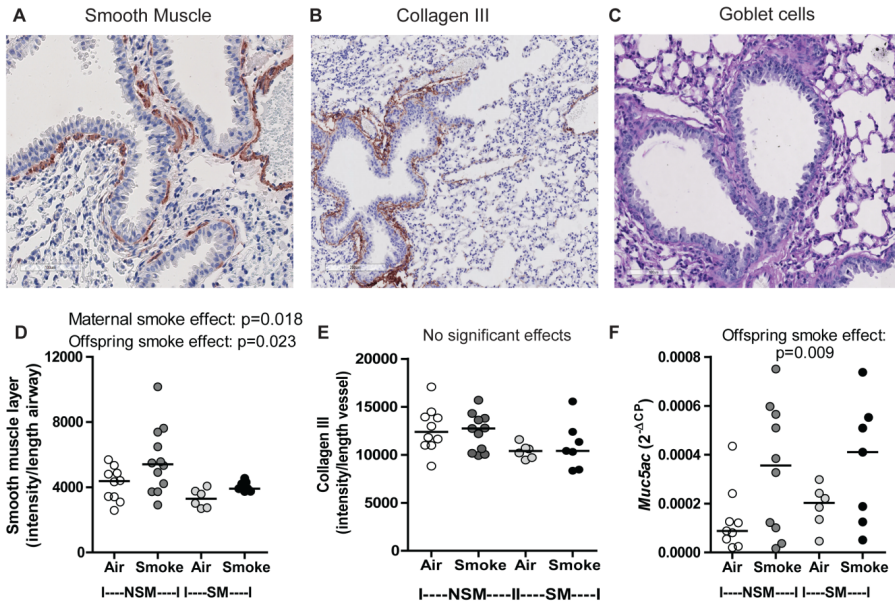 A Smooth Muscle
B Collagen III
C Goblet cells
D Maternal smoke effect: p=0.018
Offspring smoke effect: p=0.023
Smooth muscle layer
(intensity/length airway)
12000
8000
4000
0
Air Smoke Air Smoke
I----NSM----I I----SM----I
E No significant effects
Collagen III
(intensity/length vessel)
20000
15000
10000
5000
0
Air Smoke Air Smoke
I----NSM----II----SM----I
F Offspring smoke effect:
p=0.009
Muc5ac (2^-ΔCP)
0.0008
0.0006
0.0004
0.0002
0.0000
Air Smoke Air Smoke
I----NSM----I I----SM----I